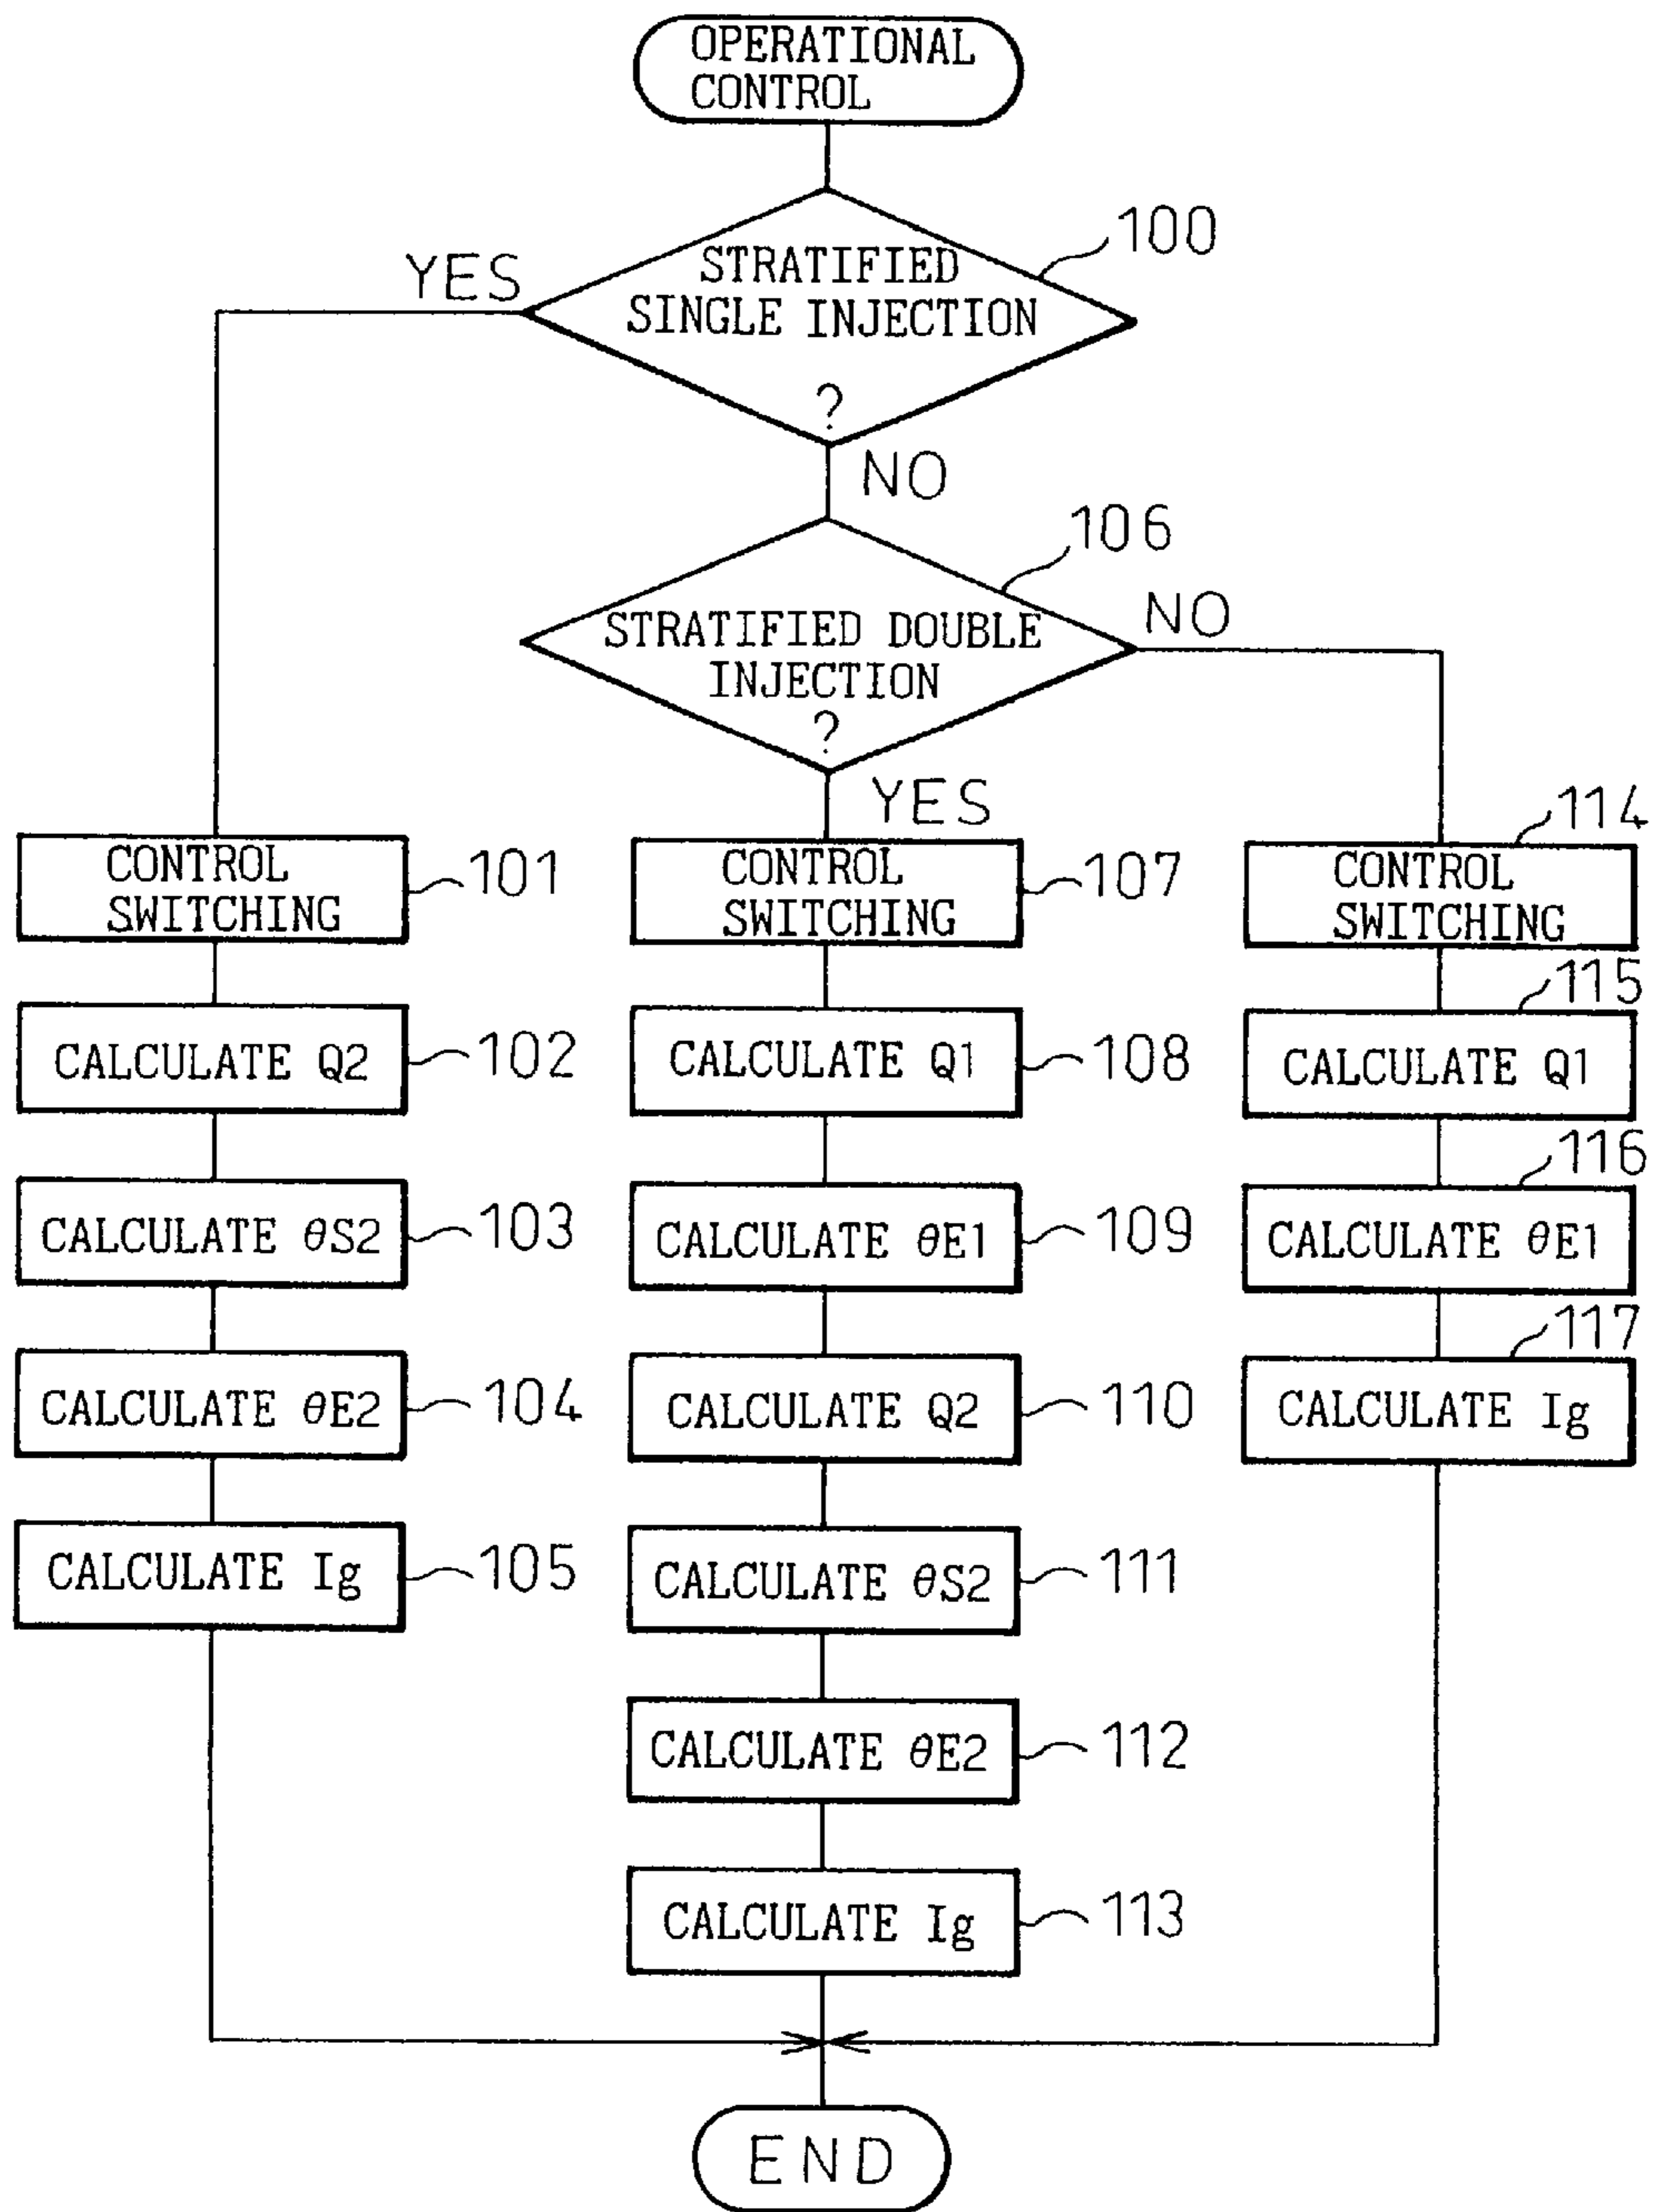 OPERATIONAL
CONTROL
100
YES
STRATIFIED
SINGLE INJECTION
?
NO
106
NO
STRATIFIED DOUBLE
INJECTION
?
YES
CONTROL
SWITCHING
101
CONTROL
SWITCHING
107
114
CONTROL
SWITCHING
CALCULATE Q2
102
CALCULATE Q1
108
115
CALCULATE Q1
CALCULATE θS2
103
CALCULATE θE1
109
116
CALCULATE θE1
CALCULATE θE2
104
CALCULATE Q2
110
117
CALCULATE Ig
CALCULATE Ig
105
CALCULATE θS2
111
CALCULATE θE2
112
CALCULATE Ig
113
END